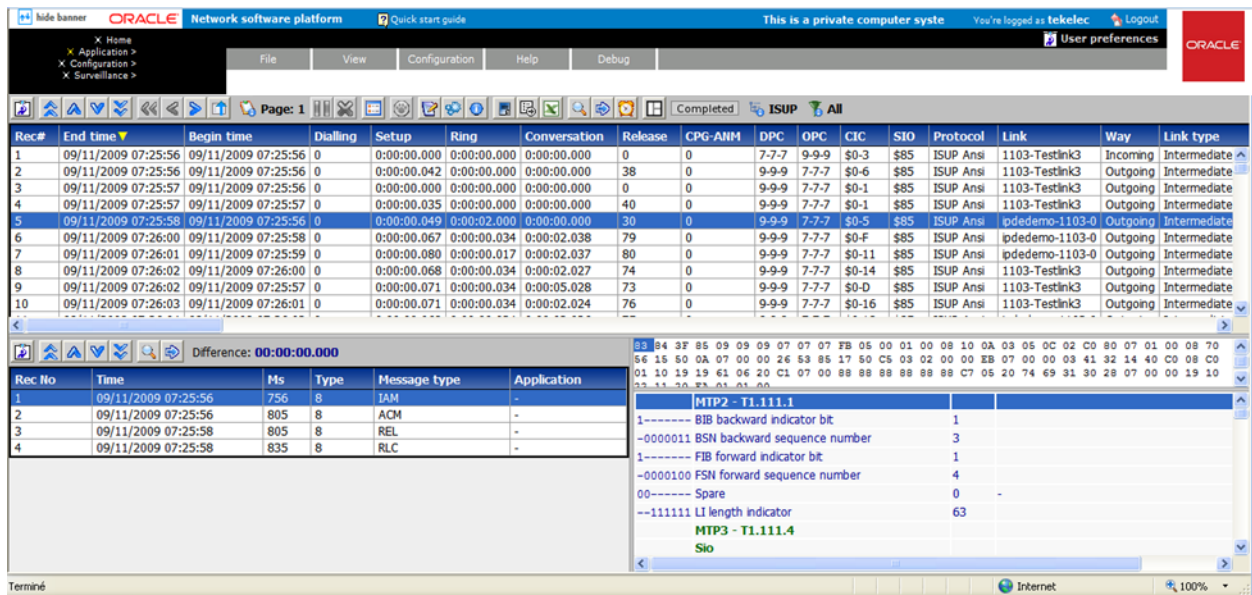 hide banner ORACLE Network software platform ? Quick start guide This is a private computer syste You're logged as tekelec Logout
User preferences
ORACLE
Home
Application >
Configuration >
Surveillance >
File View Configuration Help Debug
Page: 1 Completed ISUP All
Rec# End time Begin time Dialling Setup Ring Conversation Release CPG-ANM DPC OPC CIC SIO Protocol Link Way Link type
1 09/11/2009 07:25:56 09/11/2009 07:25:56 0 0:00:00.000 0:00:00.000 0:00:00.000 0 0 7-7-7 9-9-9 $0-3 $85 ISUP Ansi 1103-Testlink3 Incoming Intermediate
2 09/11/2009 07:25:56 09/11/2009 07:25:56 0 0:00:00.042 0:00:00.000 0:00:00.000 38 0 9-9-9 7-7-7 $0-6 $85 ISUP Ansi 1103-Testlink3 Outgoing Intermediate
3 09/11/2009 07:25:57 09/11/2009 07:25:56 0 0:00:00.000 0:00:00.000 0:00:00.000 0 0 9-9-9 7-7-7 $0-1 $85 ISUP Ansi 1103-Testlink3 Outgoing Intermediate
4 09/11/2009 07:25:57 09/11/2009 07:25:57 0 0:00:00.035 0:00:00.000 0:00:00.000 40 0 9-9-9 7-7-7 $0-1 $85 ISUP Ansi 1103-Testlink3 Outgoing Intermediate
5 09/11/2009 07:25:58 09/11/2009 07:25:56 0 0:00:00.049 0:00:02.000 0:00:00.000 30 0 9-9-9 7-7-7 $0-5 $85 ISUP Ansi ipdedemo-1103-0 Outgoing Intermediate
6 09/11/2009 07:26:00 09/11/2009 07:25:58 0 0:00:00.067 0:00:00.034 0:00:02.038 79 0 9-9-9 7-7-7 $0-F $85 ISUP Ansi ipdedemo-1103-0 Outgoing Intermediate
7 09/11/2009 07:26:01 09/11/2009 07:25:59 0 0:00:00.080 0:00:00.017 0:00:02.037 80 0 9-9-9 7-7-7 $0-11 $85 ISUP Ansi ipdedemo-1103-0 Outgoing Intermediate
8 09/11/2009 07:26:02 09/11/2009 07:26:00 0 0:00:00.068 0:00:00.034 0:00:02.027 74 0 9-9-9 7-7-7 $0-14 $85 ISUP Ansi 1103-Testlink3 Outgoing Intermediate
9 09/11/2009 07:26:02 09/11/2009 07:25:57 0 0:00:00.071 0:00:00.034 0:00:05.028 73 0 9-9-9 7-7-7 $0-D $85 ISUP Ansi 1103-Testlink3 Outgoing Intermediate
10 09/11/2009 07:26:03 09/11/2009 07:26:01 0 0:00:00.071 0:00:00.034 0:00:02.024 76 0 9-9-9 7-7-7 $0-16 $85 ISUP Ansi 1103-Testlink3 Outgoing Intermediate
Difference: 00:00:00.000
Rec No Time Ms Type Message type Application
1 09/11/2009 07:25:56 756 8 IAM -
2 09/11/2009 07:25:56 805 8 ACM -
3 09/11/2009 07:25:58 805 8 REL -
4 09/11/2009 07:25:58 835 8 RLC -
83 84 3F 85 09 09 09 07 07 07 FB 05 00 01 00 08 10 0A 03 05 0C 02 C0 80 07 01 00 08 70
56 15 50 0A 07 00 00 26 53 85 17 50 C5 03 02 00 00 EB 07 00 00 03 41 32 14 40 C0 08 C0
01 10 19 19 61 06 20 C1 07 00 88 88 88 88 88 88 C7 05 20 74 69 31 30 28 07 00 00 19 10
MTP2 - T1.111.1
1------- BIB backward indicator bit 1
-0000011 BSN backward sequence number 3
1------- FIB forward indicator bit 1
-0000100 FSN forward sequence number 4
00------ Spare 0 -
--111111 LI length indicator 63
MTP3 - T1.111.4
Sio
Terminé Internet 100%